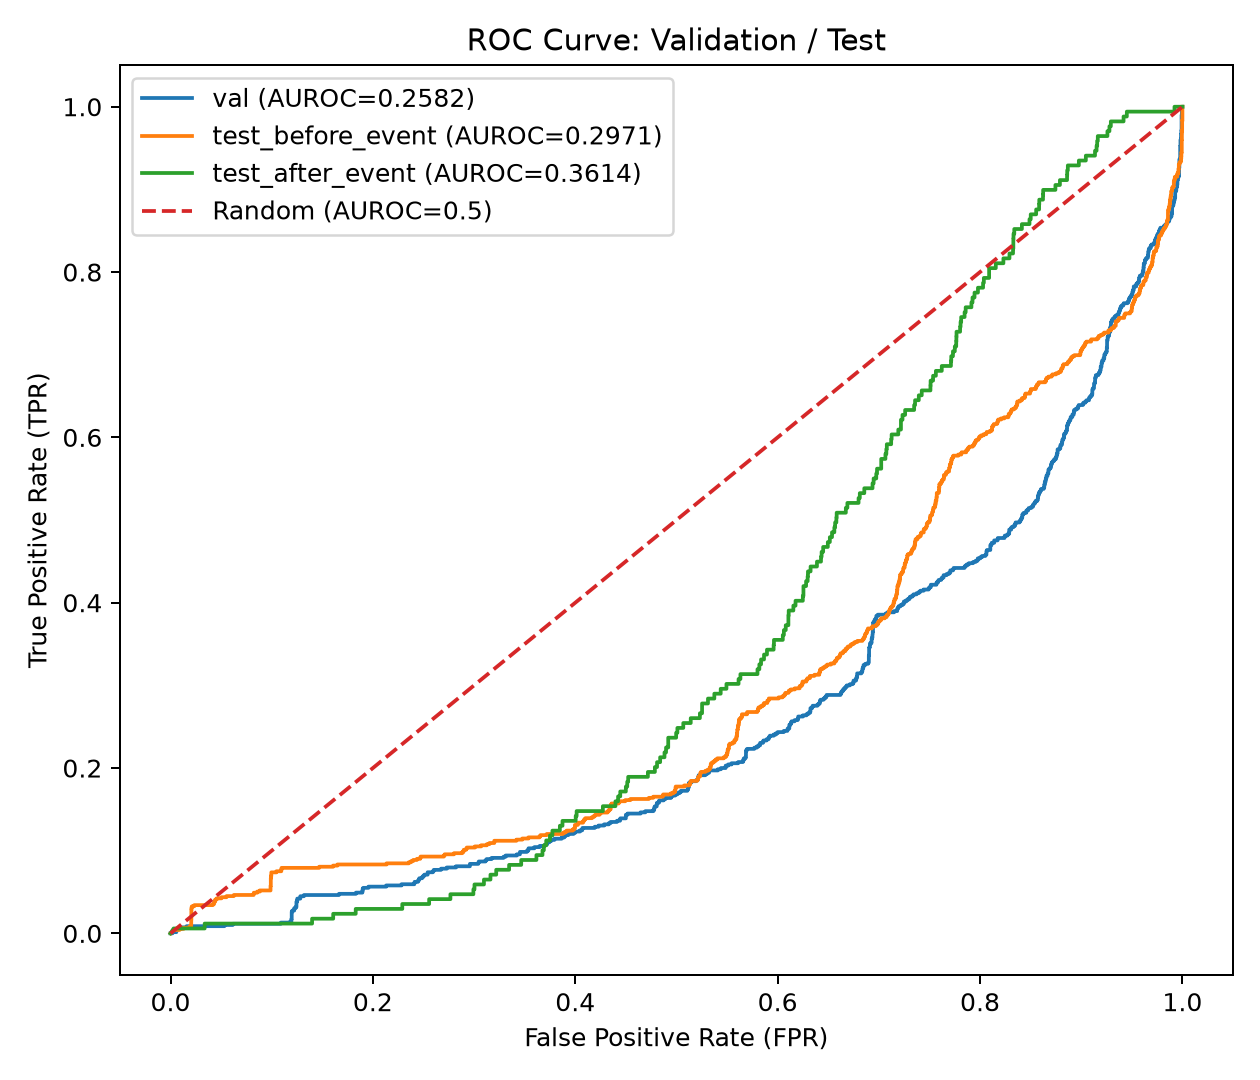 ROC Curve: Validation / Test
val (AUROC=0.2582)
test_before_event (AUROC=0.2971)
test_after_event (AUROC=0.3614)
Random (AUROC=0.5)
True Positive Rate (TPR)
1.0
0.8
0.6
0.4
0.2
0.0
0.0 0.2 0.4 0.6 0.8 1.0
False Positive Rate (FPR)